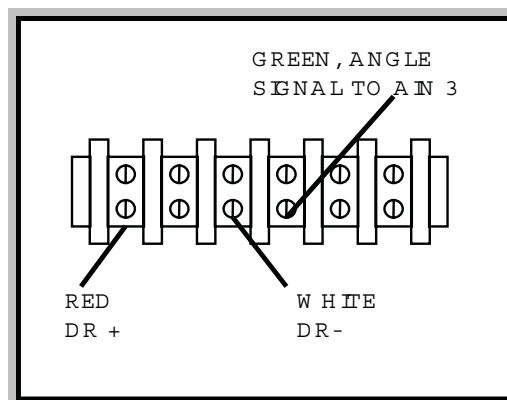 GREEN, ANGLE
SIGNAL TO AIN 3
RED
DR +
WHITE
DR-